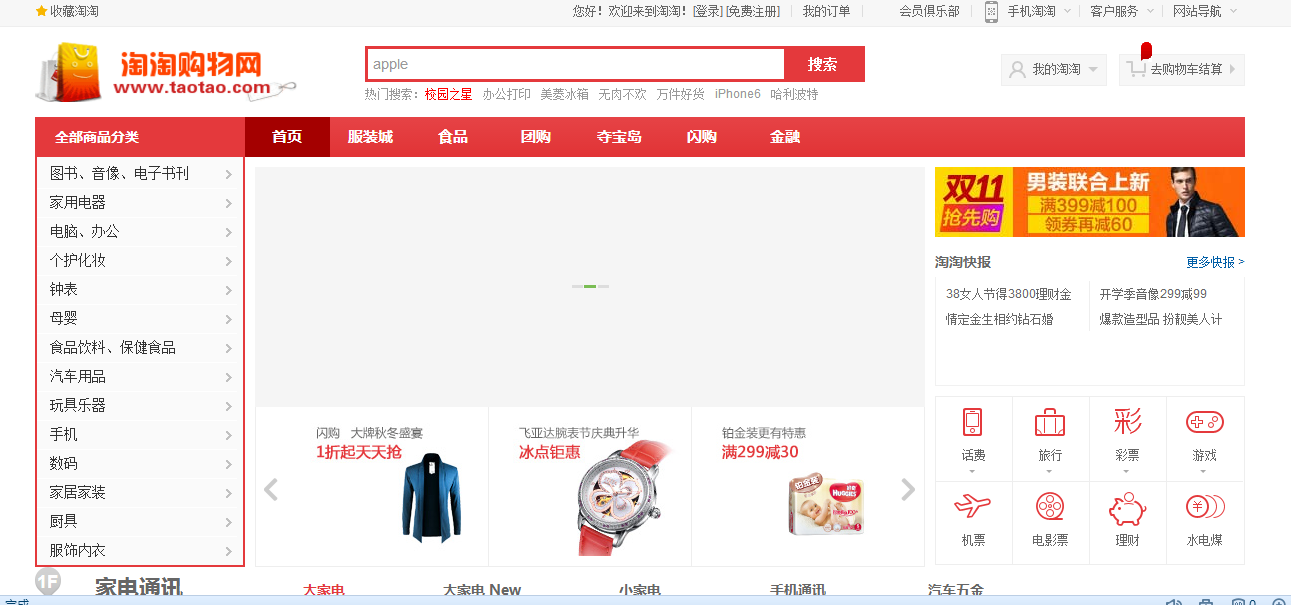 收藏淘淘
您好！欢迎来到淘淘！[登录] [免费注册]
我的订单
会员俱乐部
手机淘淘
客户服务
网站导航
淘淘购物网
www.taotao.com
apple
搜索
我的淘淘
去购物车结算
热门搜索： 校园之星 办公打印 美菱冰箱 无肉不欢 万件好货 iPhone6 哈利波特
全部商品分类
首页
服装城
食品
团购
夺宝岛
闪购
金融
图书、音像、电子书刊
家用电器
电脑、办公
个护化妆
钟表
母婴
食品饮料、保健食品
汽车用品
玩具乐器
手机
数码
家居家装
厨具
服饰内衣
闪购 大牌秋冬盛宴
1折起天天抢
飞亚达腕表节庆典升华
冰点钜惠
铂金装更有特惠
满299减30
铂金装
HUGGIES
双11
抢先购
男装联合上新
满399减100
领券再减60
淘淘快报
更多快报 >
38女人节得3800理财金
开学季音像299减99
情定金生相约钻石婚
爆款造型品 扮靓美人计
话费
旅行
彩票
游戏
机票
电影票
理财
水电煤
1F
家电通讯
大家电
大家电 New
小家电
手机通讯
汽车五金
完成